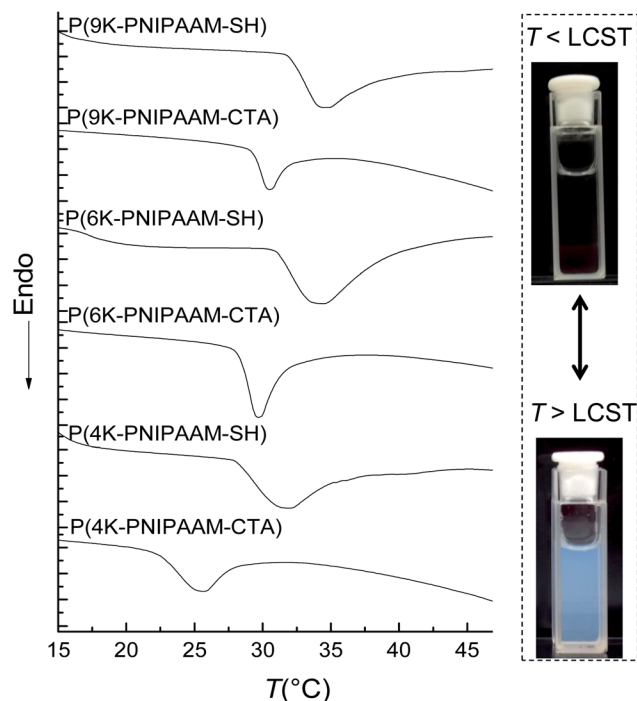 P(9K-PNIPAAM-SH)
P(9K-PNIPAAM-CTA)
P(6K-PNIPAAM-SH)
P(6K-PNIPAAM-CTA)
P(4K-PNIPAAM-SH)
P(4K-PNIPAAM-CTA)
Endo
15 25 30 35 40 45
T(°C)
T < LCST
T > LCST